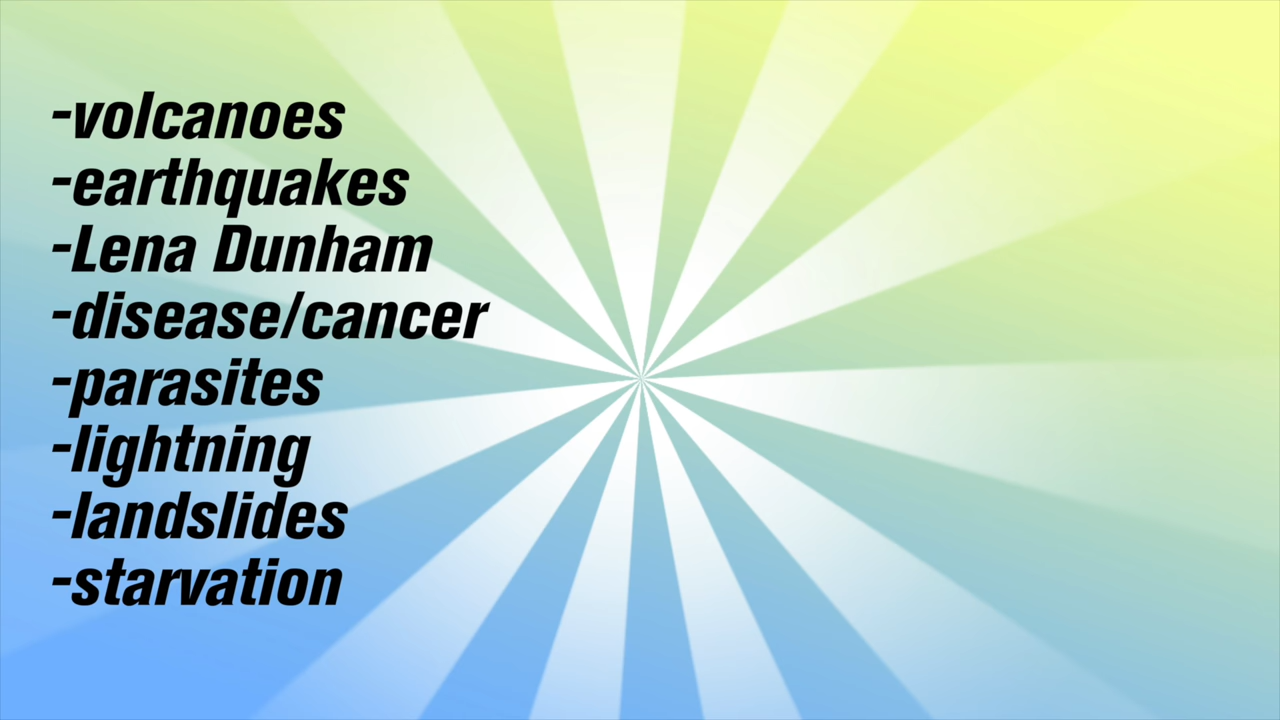 -volcanoes
-earthquakes
-Lena Dunham
-disease/cancer
-parasites
-lightning
-landslides
-starvation